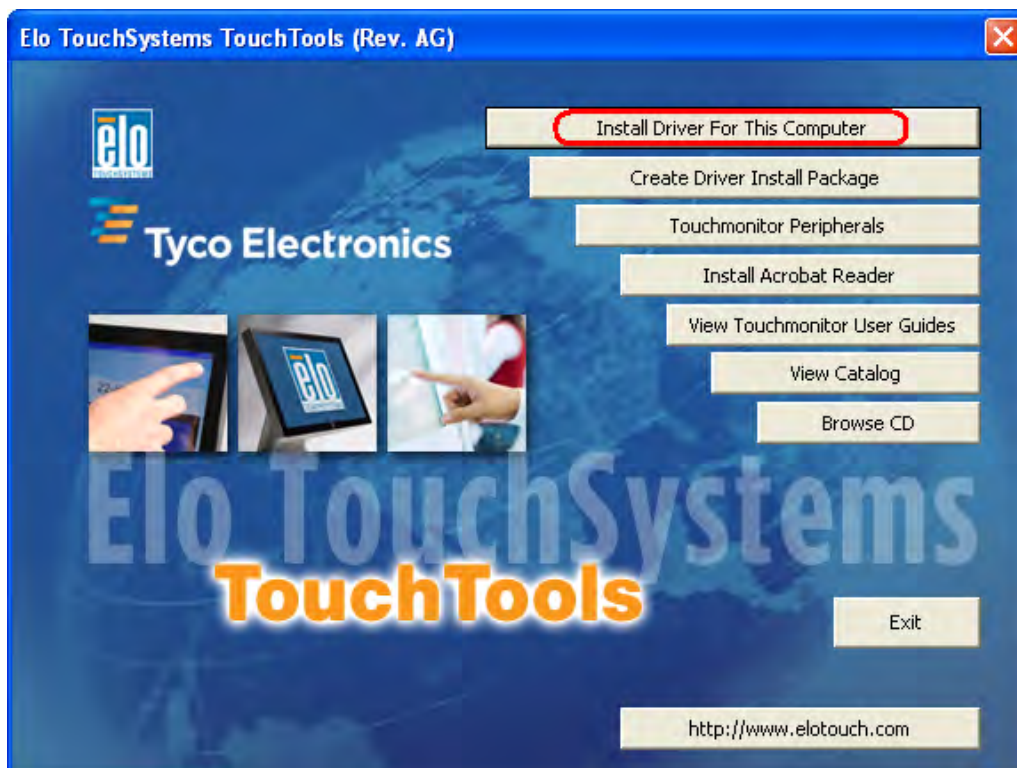 Elo TouchSystems TouchTools (Rev. AG)
elo
TOUCHSYSTEMS
Tyco Electronics
Install Driver For This Computer
Create Driver Install Package
Touchmonitor Peripherals
Install Acrobat Reader
View Touchmonitor User Guides
View Catalog
Browse CD
elo
Elo TouchSystems
TouchTools
Exit
http://www.elotouch.com